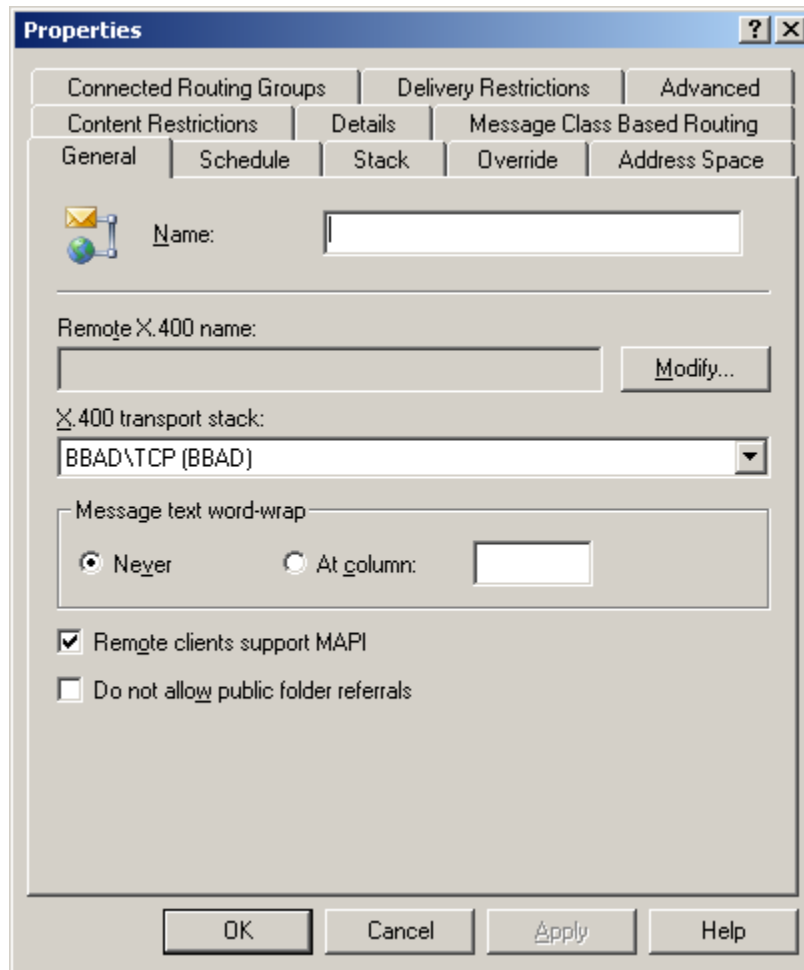 Properties
Connected Routing Groups Delivery Restrictions Advanced
Content Restrictions Details Message Class Based Routing
General Schedule Stack Override Address Space
Name:
Remote X.400 name:
Modify...
X.400 transport stack:
BBAD\TCP (BBAD)
Message text word-wrap
Never At column:
Remote clients support MAPI
Do not allow public folder referrals
OK Cancel Apply Help